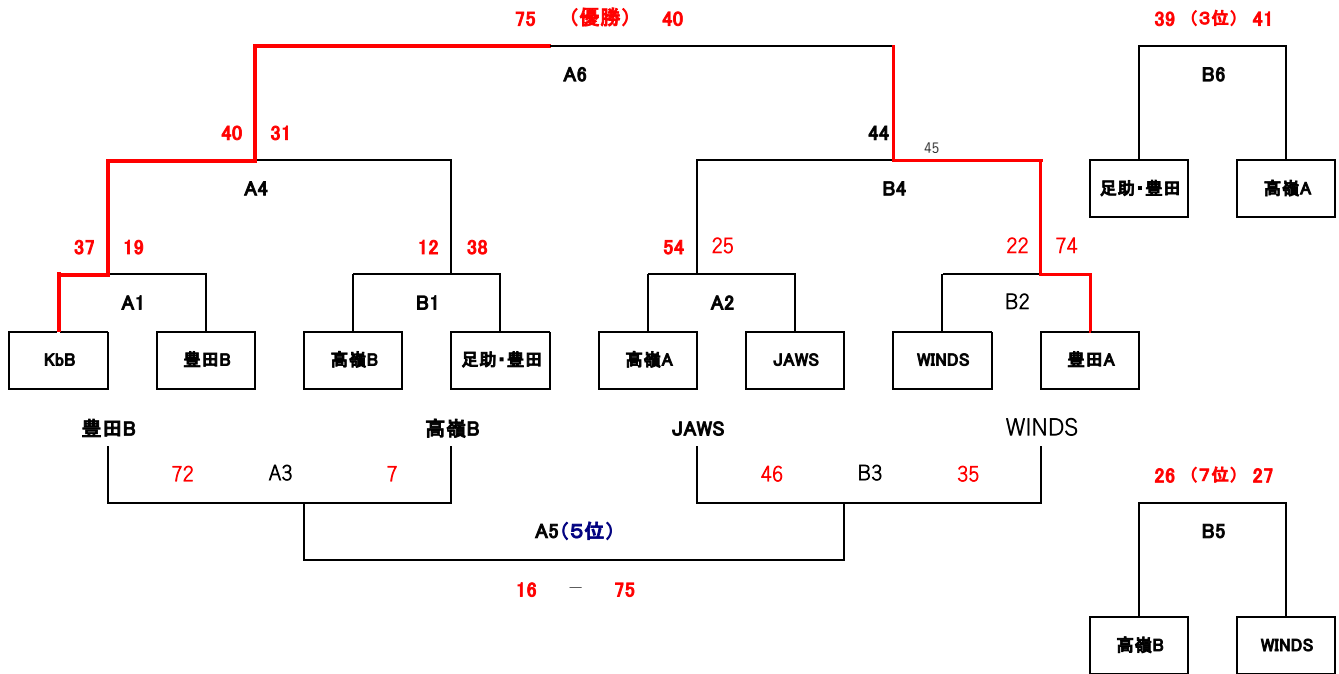 75 (優勝) 40
39 (3位) 41
A6
B6
40 31
44 45
A4
B4
足助・豊田 高嶺A
37 19
12 38
54 25
22 74
A1
B1
A2
B2
KbB 豊田B 高嶺B 足助・豊田 高嶺A JAWS WINDS 豊田A
豊田B 高嶺B JAWS WINDS
72 A3 7
46 B3 35
26 (7位) 27
A5(5位)
B5
16 － 75
高嶺B WINDS